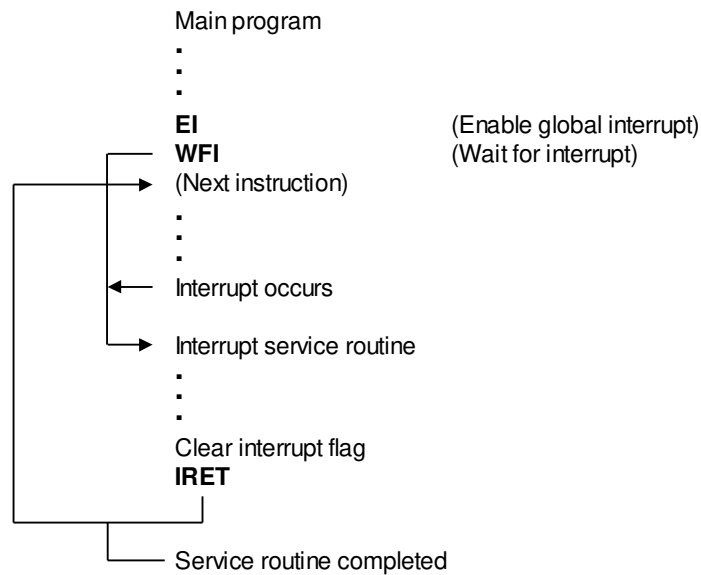 Main program
EI (Enable global interrupt)
WFI (Wait for interrupt)
(Next instruction)
Interrupt occurs
Interrupt service routine
Clear interrupt flag
IRET
Service routine completed